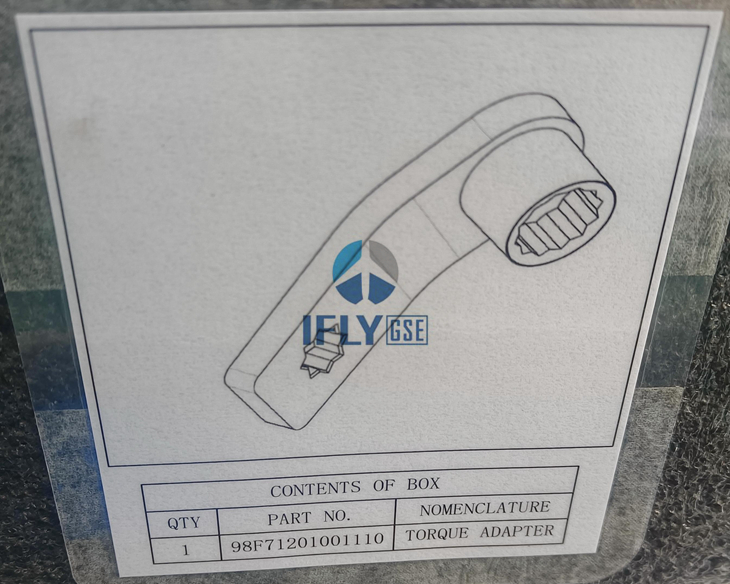 IFLY GSE
CONTENTS OF BOX
QTY PART NO. NOMENCLATURE
1 98F71201001110 TORQUE ADAPTER